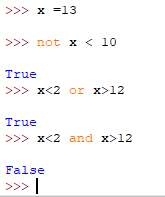 >>> x =13
>>> not x < 10
True
>>> x<2 or x>12
True
>>> x<2 and x>12
False
>>>